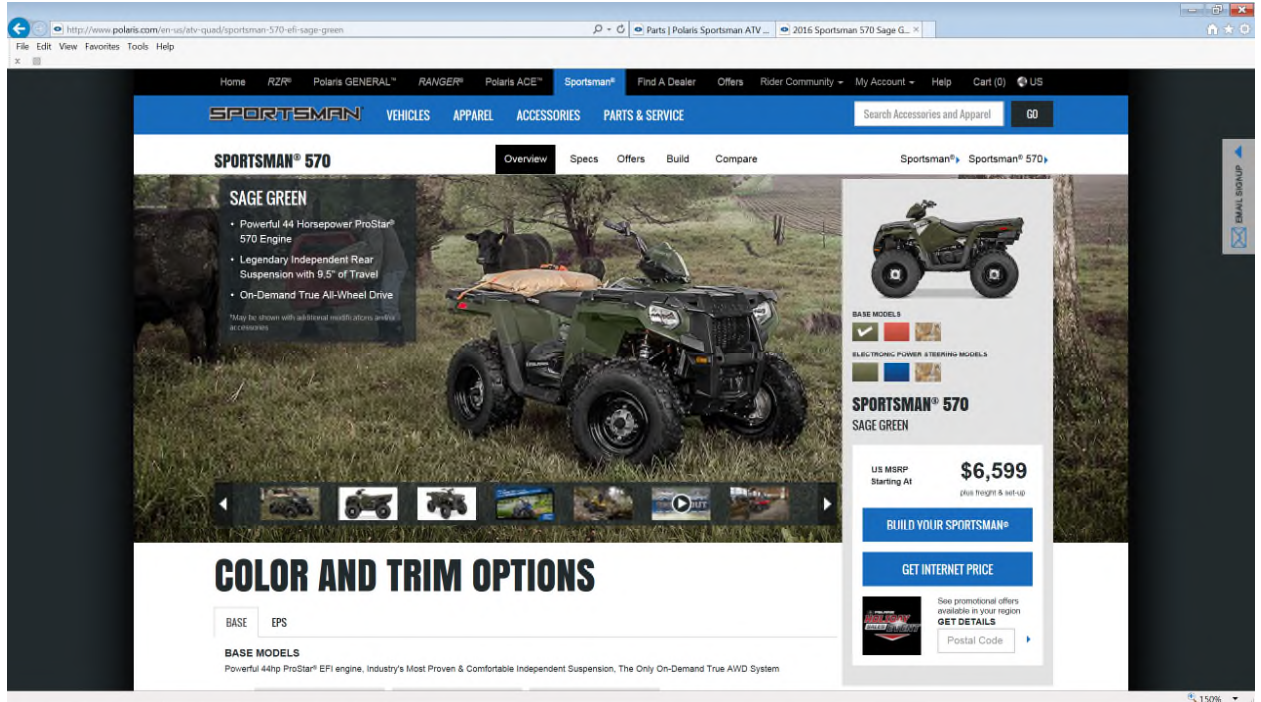 http://www.polaris.com/en-us/atv-quad/sportsman-570-efi-sage-green
Parts | Polaris Sportsman ATV ...
2016 Sportsman 570 Sage G...
File Edit View Favorites Tools Help
Home RZR® Polaris GENERAL™ RANGER® Polaris ACE™ Sportsman® Find A Dealer Offers Rider Community My Account Help Cart (0) US
SPORTSMAN VEHICLES APPAREL ACCESSORIES PARTS & SERVICE Search Accessories and Apparel GO
SPORTSMAN® 570 Overview Specs Offers Build Compare Sportsman® Sportsman® 570
EMAIL SIGNUP
SAGE GREEN
• Powerful 44 Horsepower ProStar®
570 Engine
• Legendary Independent Rear
Suspension with 9.5" of Travel
• On-Demand True All-Wheel Drive
*May be shown with additional modifications and/or
accessories
BASE MODELS
ELECTRONIC POWER STEERING MODELS
SPORTSMAN® 570
SAGE GREEN
US MSRP
Starting At
$6,599
plus freight & set-up
BUILD YOUR SPORTSMAN®
GET INTERNET PRICE
POLARIS
HOLIDAY
SALES EVENT
See promotional offers
available in your region
GET DETAILS
Postal Code
COLOR AND TRIM OPTIONS
BASE EPS
BASE MODELS
Powerful 44hp ProStar® EFI engine, Industry's Most Proven & Comfortable Independent Suspension, The Only On-Demand True AWD System
150%